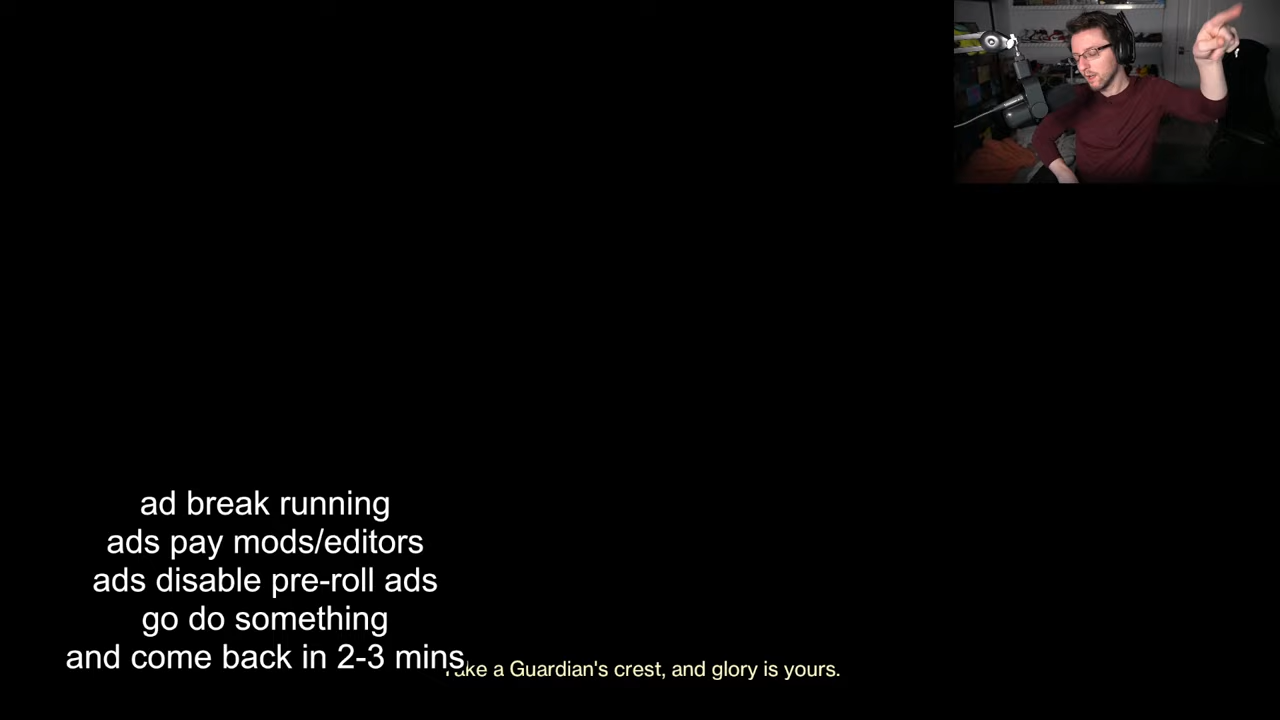 ad break running
ads pay mods/editors
ads disable pre-roll ads
go do something
and come back in 2-3 mins
Take a Guardian's crest, and glory is yours.